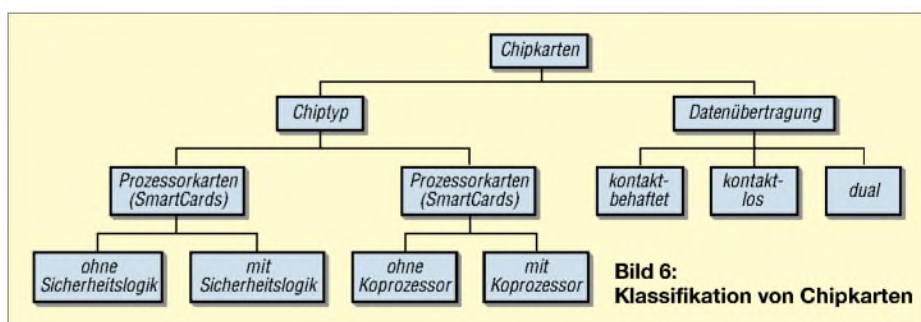 Chipkarten
Chiptyp
Datenübertragung
Prozessorkarten
(SmartCards)
Prozessorkarten
(SmartCards)
kontakt-
behaftet
kontakt-
los
dual
ohne
Sicherheitslogik
mit
Sicherheitslogik
ohne
Koprozessor
mit
Koprozessor
Bild 6:
Klassifikation von Chipkarten